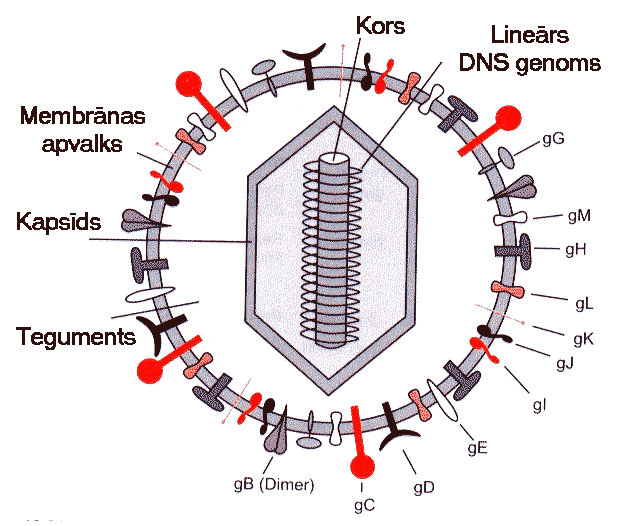 Kors
Lineārs
DNS genoms
Membrānas
apvalks
Kapsīds
Teguments
gG
gM
gH
gL
gK
gJ
gI
gE
gD
gC
gB (Dimer)